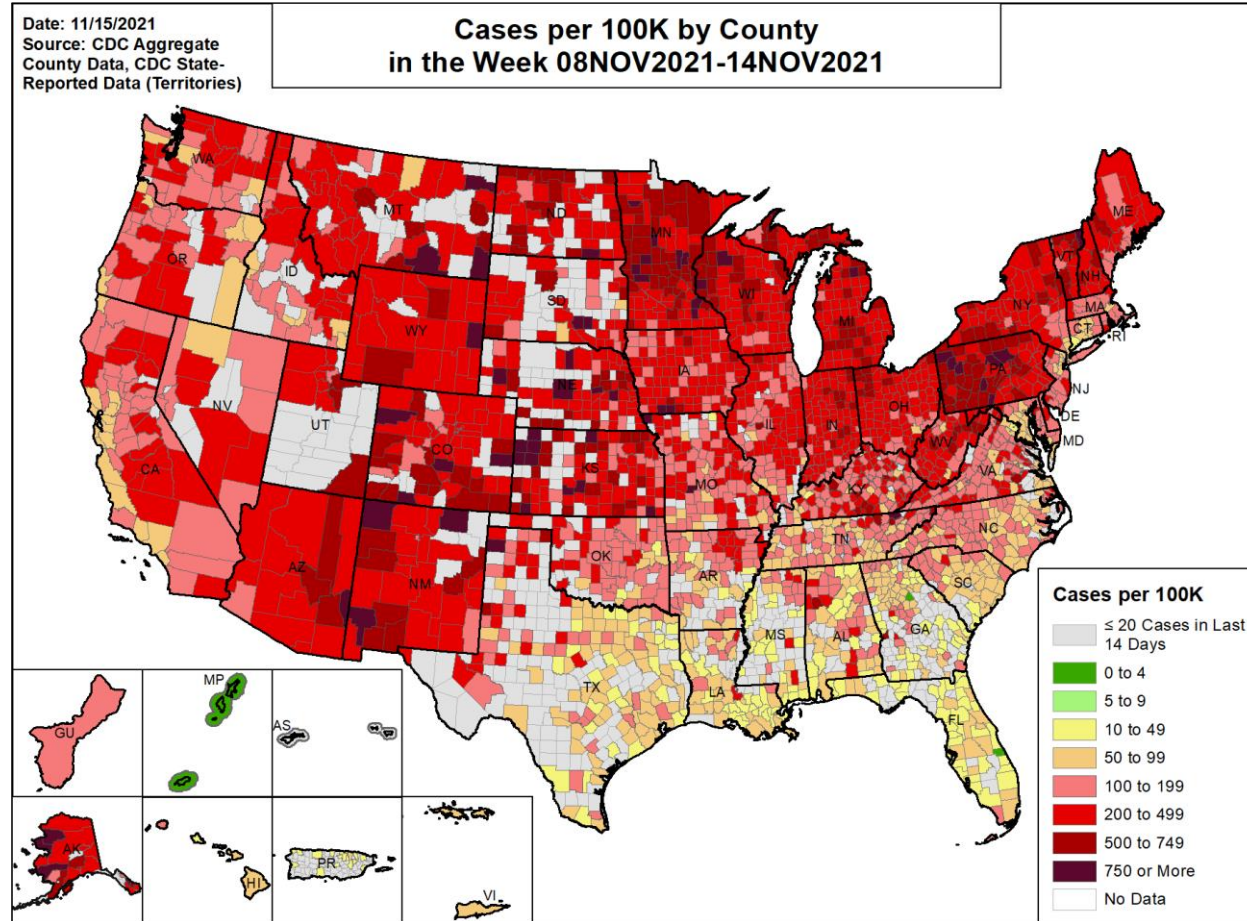 Date: 11/15/2021
Source: CDC Aggregate
County Data, CDC State-
Reported Data (Territories)
Cases per 100K by County
in the Week 08NOV2021-14NOV2021
WA
MT
ND
MN
ME
OR
ID
SD
WI
MI
NY
VT
NH
MA
CT
RI
WY
NE
IA
PA
NJ
NV
UT
CO
KS
MO
IL
IN
OH
WV
DE
MD
VA
KY
CA
AZ
NM
OK
AR
TN
NC
SC
TX
LA
MS
AL
GA
FL
GU
MP
AS
AK
HI
PR
VI
Cases per 100K
≤ 20 Cases in Last
14 Days
0 to 4
5 to 9
10 to 49
50 to 99
100 to 199
200 to 499
500 to 749
750 or More
No Data